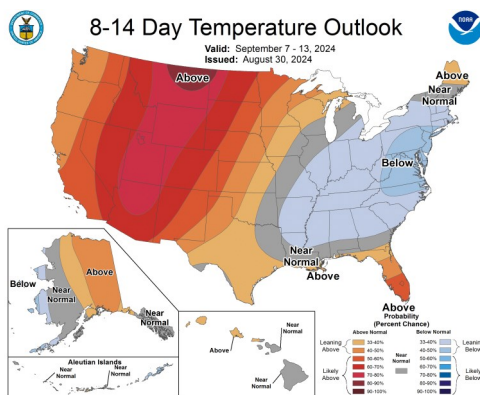 8-14 Day Temperature Outlook
Valid: September 7 - 13, 2024
Issued: August 30, 2024
NOAA
Above
Above
Near
Normal
Below
Near
Normal
Above
Above
Below
Near
Normal
Above
Near
Normal
Aleutian Islands
Near
Normal
Near
Normal
Below
Above
Near
Normal
Near
Normal
Probability
(Percent Chance)
Above Normal
Below Normal
Leaning
Above
33-40%
40-50%
50-60%
Likely
Above
60-70%
70-80%
80-90%
90-100%
Near
Normal
33-40%
40-50%
50-60%
Leaning
Below
60-70%
70-80%
80-90%
90-100%
Likely
Below